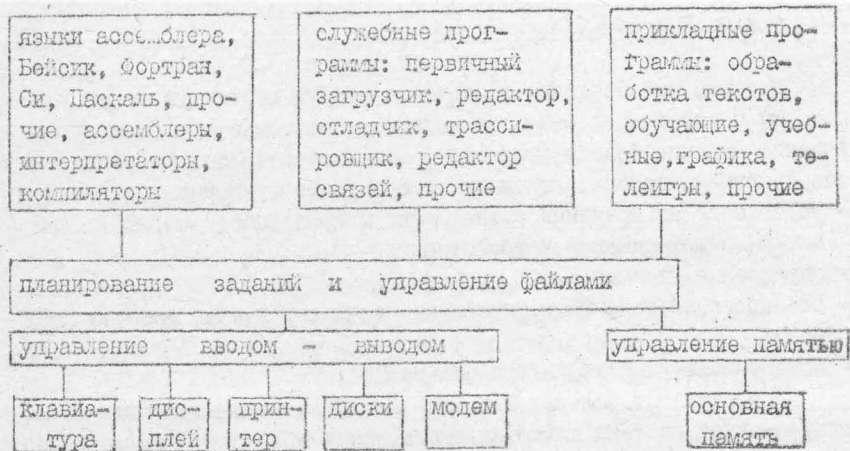 языки ассемблера,
Бейсик, Фортран,
Си, Паскаль, про-
чие, ассемблеры,
интерпретаторы,
компиляторы
служебные прог-
раммы: первичный
загрузчик, редактор,
отладчик, трасси-
ровщик, редактор
связей, прочие
прикладные про-
граммы: обра-
ботка текстов,
обучающие, учеб-
ные,графика, те-
леигры, прочие
планирование заданий и управление файлами
управление вводом - выводом
управление памятью
клавиа-
тура
дис-
плей
прин-
тер
диски
модем
основная
память